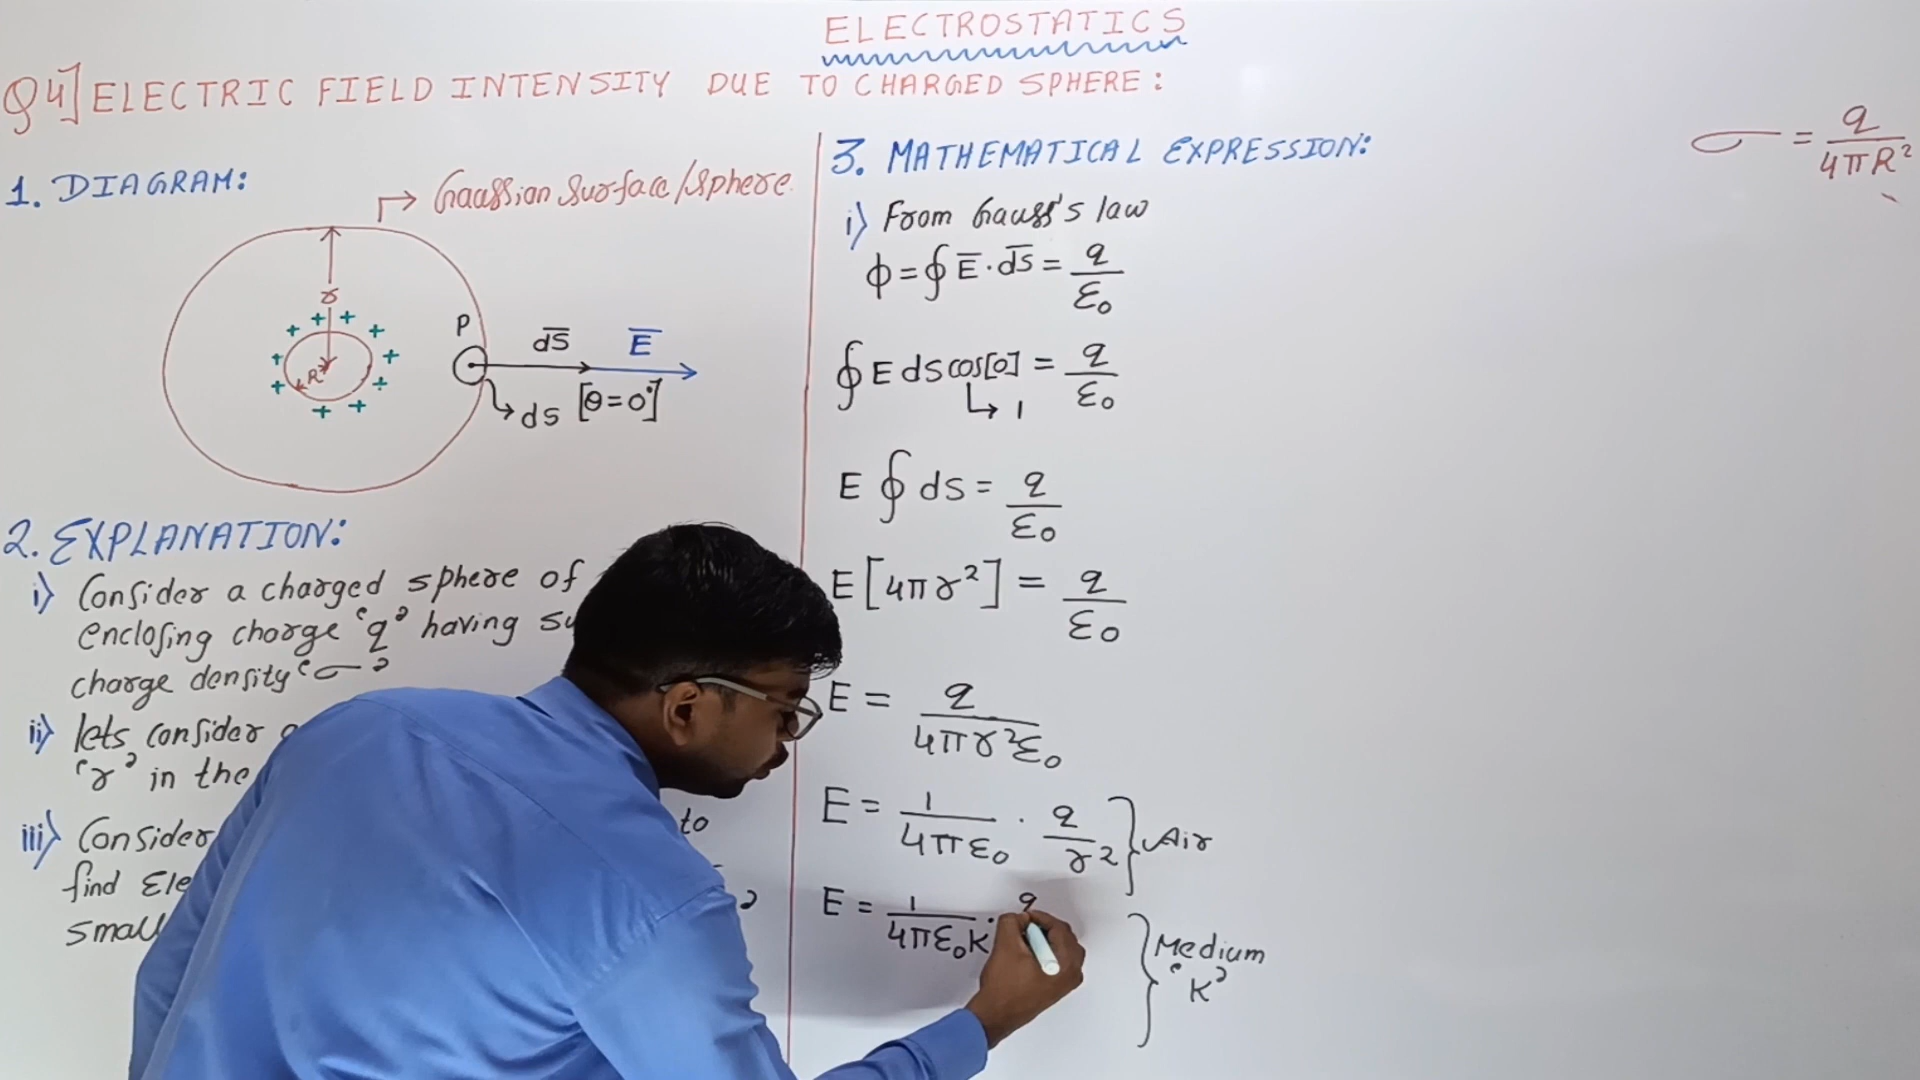 ELECTROSTATICS
Q4] ELECTRIC FIELD INTENSITY DUE TO CHARGED SPHERE:
1. DIAGRAM:
Gaussian Surface/Sphere
r
R
P
dS
E
dS
[θ=0°]
2. EXPLANATION:
i) Consider a charged sphere of
enclosing charge 'q' having
charge density 'σ'
ii) lets consider
'r' in the
iii) Consider to
find
small
3. MATHEMATICAL EXPRESSION:
i) From Gauss's law
ϕ = ∮ E̅ · d̅S̅ = q/ε₀
∮ E ds cos[0] = q/ε₀
↳ 1
E ∮ ds = q/ε₀
E [4πr²] = q/ε₀
E = q/4πr²ε₀
E = 1/4πε₀ · q/r² } Air
E = 1/4πε₀K · q } Medium
'K'
σ = q/4πR²